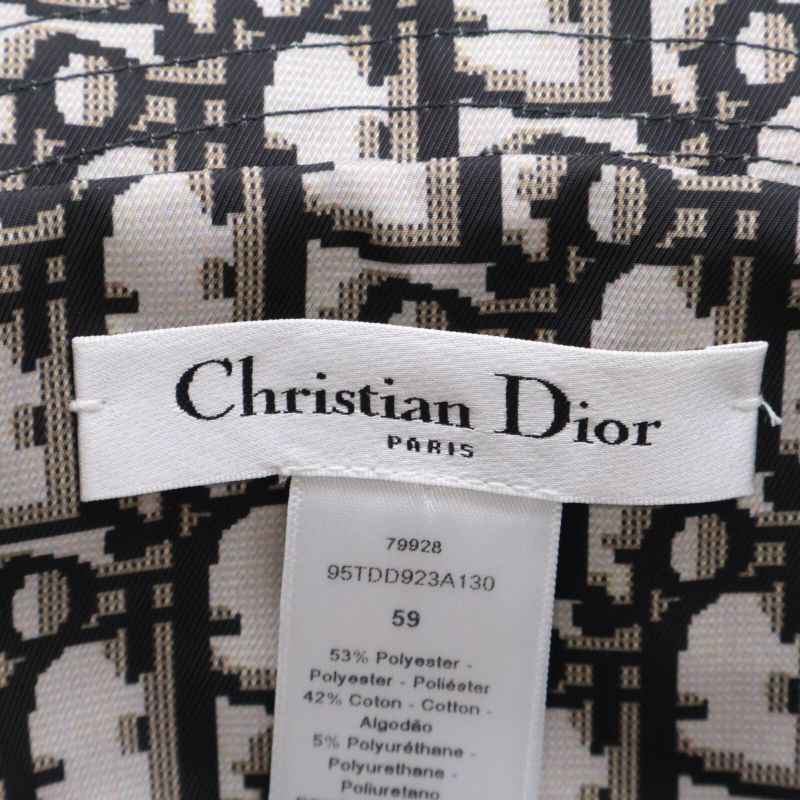 Christian Dior
PARIS
79928
95TDD923A130
59
53% Polyester -
Polyester - Poliéster
42% Coton - Cotton -
Algodão
5% Polyuréthane -
Polyurethane -
Poliuretano